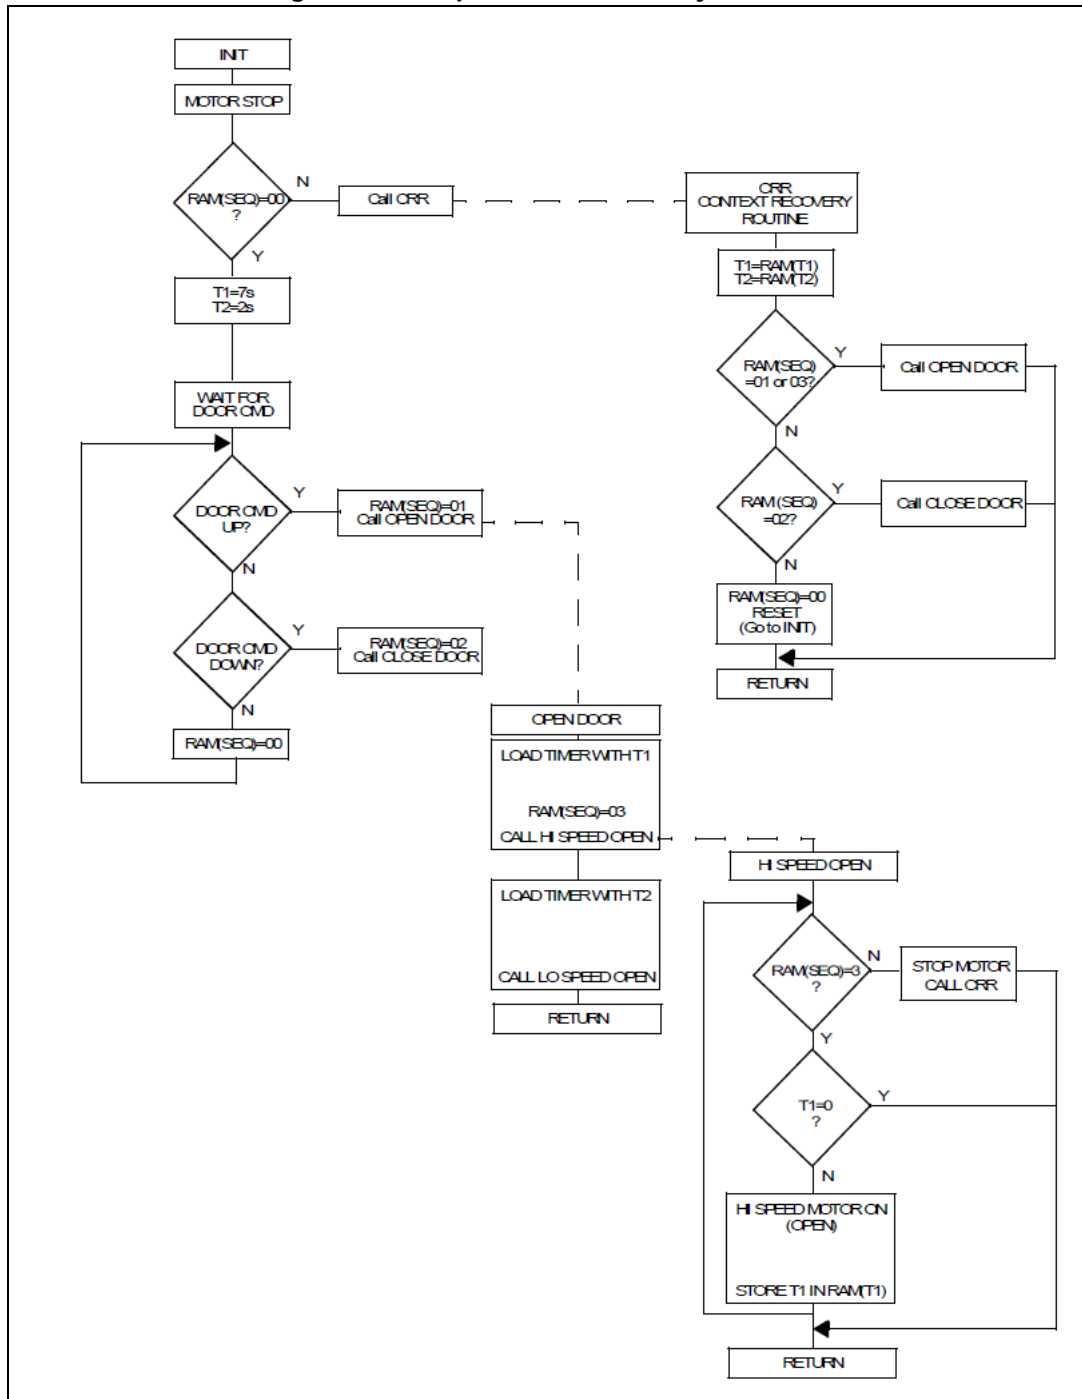 INIT
MOTOR STOP
RAM(SEQ)=00
?
N
Y
Call CRR
T1=7s
T2=2s
WAIT FOR
DOOR CMD
DOOR CMD
UP?
Y
N
RAM(SEQ)=01
Call OPEN DOOR
DOOR CMD
DOWN?
Y
N
RAM(SEQ)=02
Call CLOSE DOOR
RAM(SEQ)=00
CRR
CONTEXT RECOVERY
ROUTINE
T1=RAM(T1)
T2=RAM(T2)
RAM(SEQ)
=01 or 03?
Y
N
Call OPEN DOOR
RAM (SEQ)
=02?
Y
N
Call CLOSE DOOR
RAM(SEQ)=00
RESET
(Go to INIT)
RETURN
OPEN DOOR
LOAD TIMER WITH T1
RAM(SEQ)=03
CALL HI SPEED OPEN
LOAD TIMER WITH T2
CALL LO SPEED OPEN
RETURN
HI SPEED OPEN
RAM(SEQ)=3
?
N
Y
STOP MOTOR
CALL CRR
T1=0
?
Y
N
HI SPEED MOTOR ON
(OPEN)
STORE T1 IN RAM(T1)
RETURN